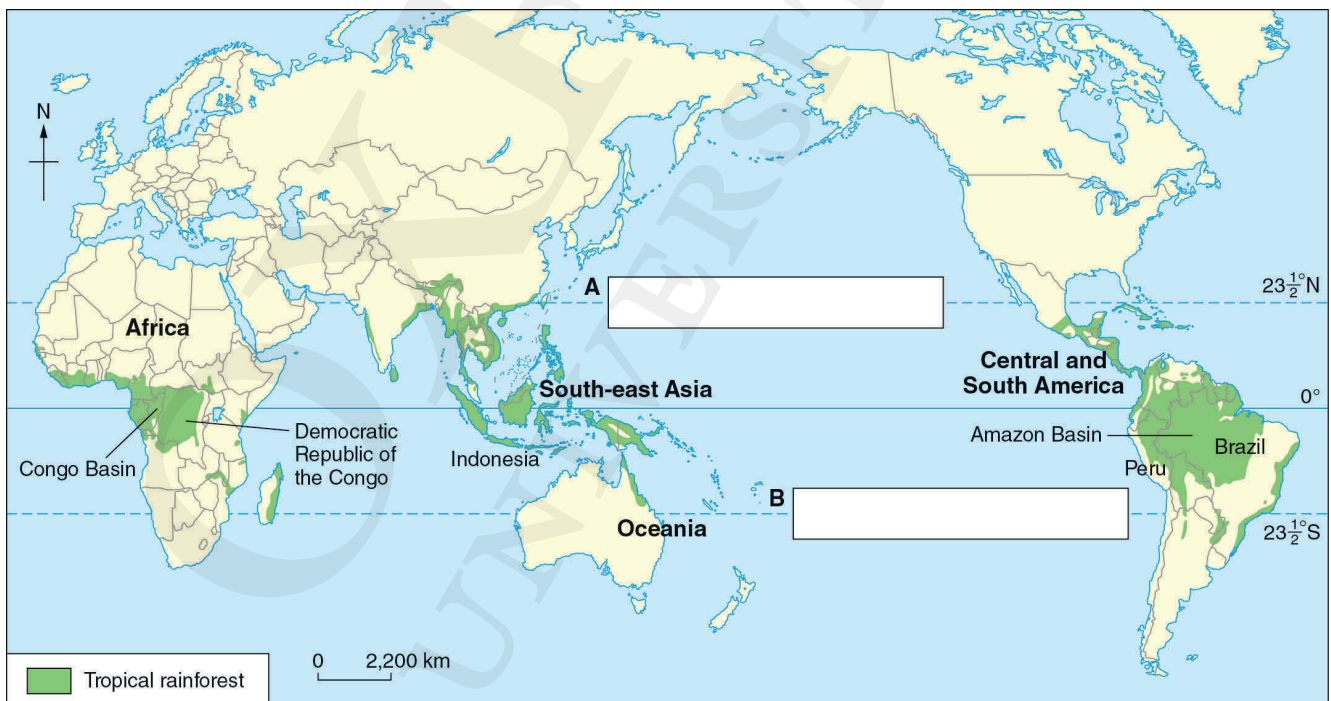 N
A
23½°N
Africa
Central and
South America
South-east Asia
0°
Democratic
Republic of
the Congo
Congo Basin
Indonesia
Amazon Basin
Brazil
Peru
B
Oceania
23½°S
0 2,200 km
Tropical rainforest